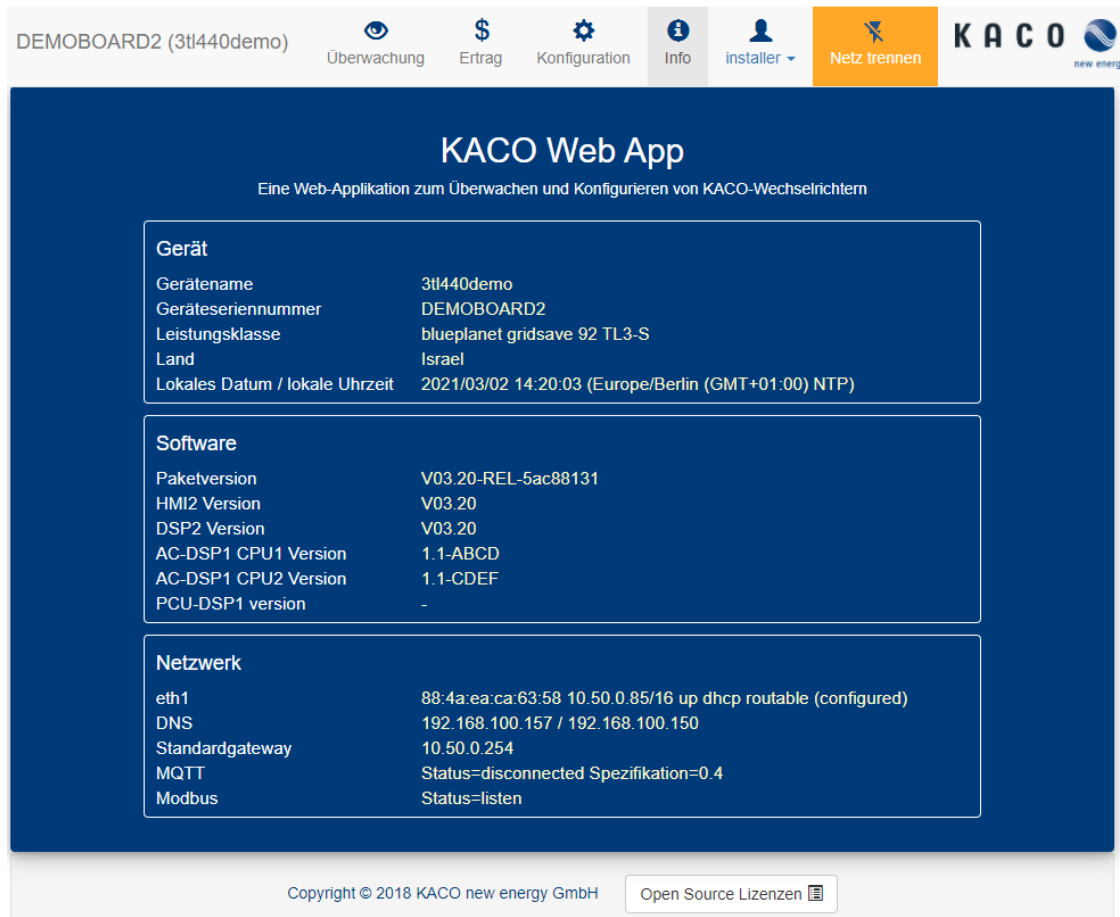 DEMOBOARD2 (3tl440demo)
Überwachung
$
Ertrag
Konfiguration
Info
installer
Netz trennen
KACO
new energ
KACO Web App
Eine Web-Applikation zum Überwachen und Konfigurieren von KACO-Wechselrichtern
Gerät
Gerätename 3tl440demo
Geräteseriennummer DEMOBOARD2
Leistungsklasse blueplanet gridsave 92 TL3-S
Land Israel
Lokales Datum / lokale Uhrzeit 2021/03/02 14:20:03 (Europe/Berlin (GMT+01:00) NTP)
Software
Paketversion V03.20-REL-5ac88131
HMI2 Version V03.20
DSP2 Version V03.20
AC-DSP1 CPU1 Version 1.1-ABCD
AC-DSP1 CPU2 Version 1.1-CDEF
PCU-DSP1 version -
Netzwerk
eth1 88:4a:ea:ca:63:58 10.50.0.85/16 up dhcp routable (configured)
DNS 192.168.100.157 / 192.168.100.150
Standardgateway 10.50.0.254
MQTT Status=disconnected Spezifikation=0.4
Modbus Status=listen
Copyright © 2018 KACO new energy GmbH
Open Source Lizenzen